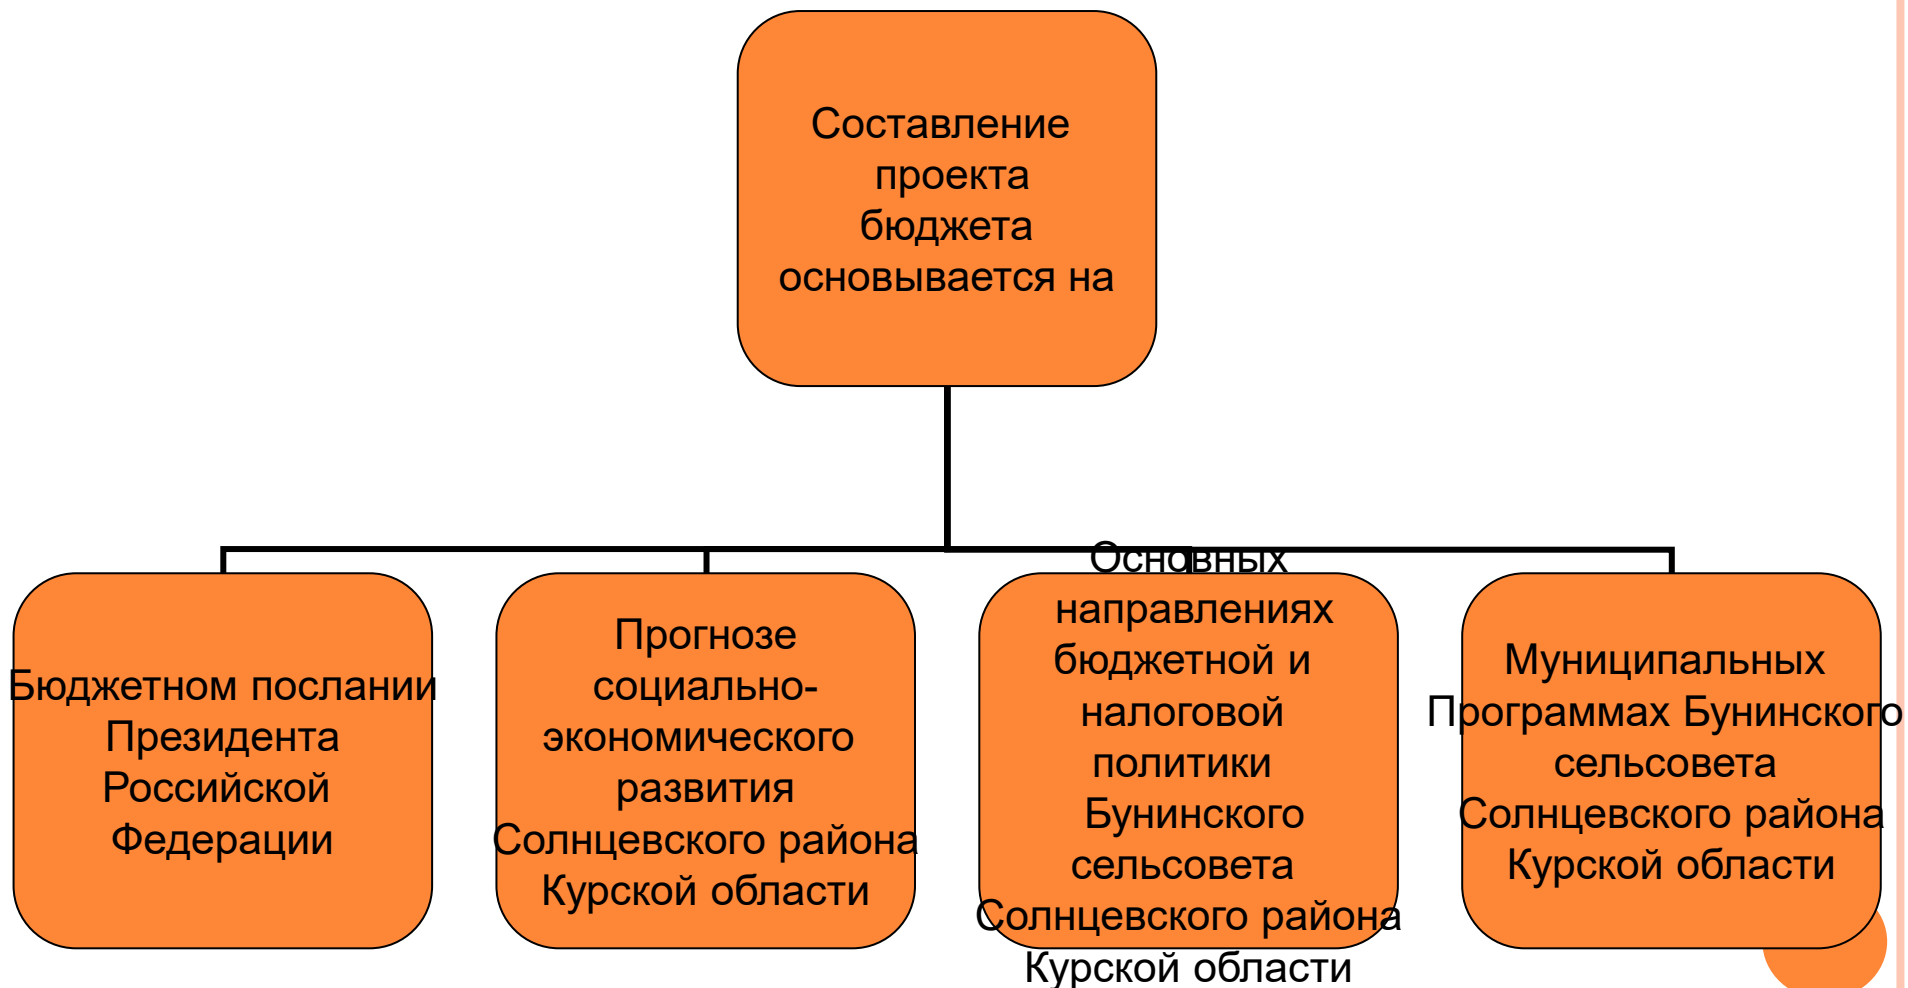 Составление
проекта
бюджета
основывается на
Бюджетном послании
Президента
Российской
Федерации
Прогнозе
социально-
экономического
развития
Солнцевского района
Курской области
Основных
направлениях
бюджетной и
налоговой
политики
Бунинского
сельсовета
Солнцевского района
Курской области
Муниципальных
Программах Бунинского
сельсовета
Солнцевского района
Курской области